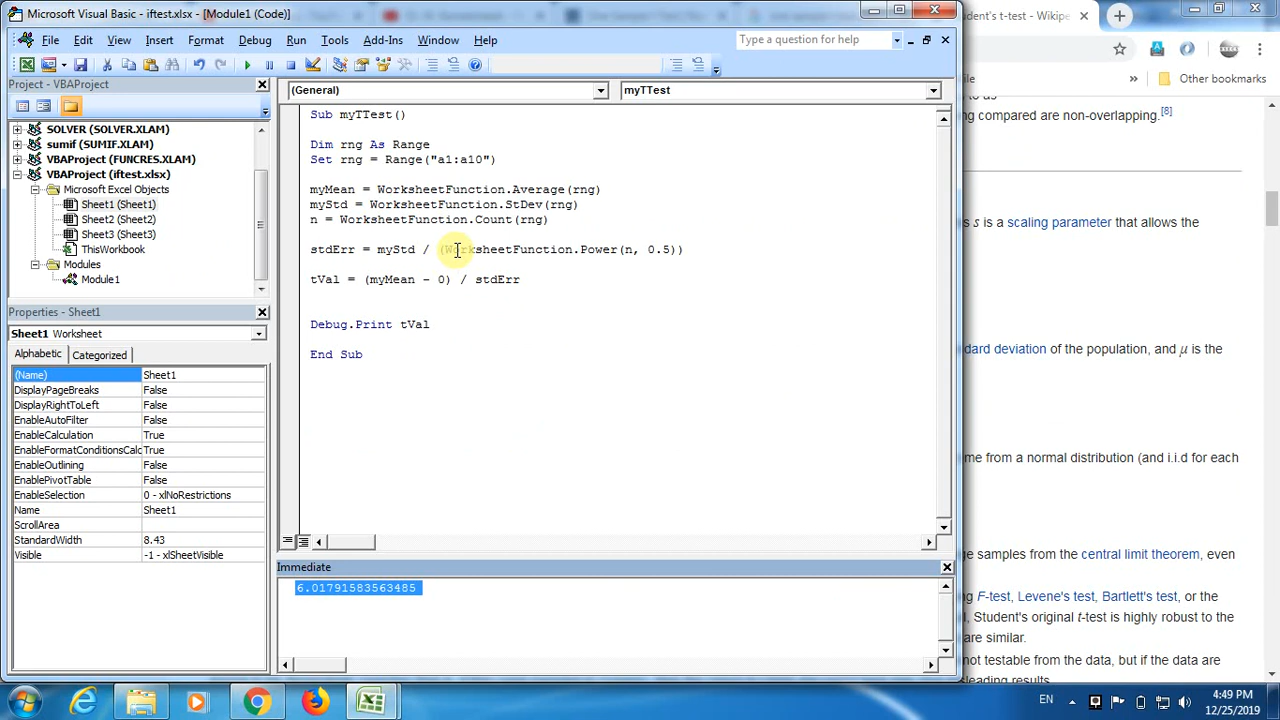 Microsoft Visual Basic - iftest.xlsx - [Module1 (Code)]
udent's t-test - Wikipe
File Edit View Insert Format Debug Run Tools Add-Ins Window Help
Type a question for help
Other bookmarks
Project - VBAProject
(General)
myTTest
SOLVER (SOLVER.XLAM)
sumif (SUMIF.XLAM)
VBAProject (FUNCRES.XLAM)
VBAProject (iftest.xlsx)
Microsoft Excel Objects
Sheet1 (Sheet1)
Sheet2 (Sheet2)
Sheet3 (Sheet3)
ThisWorkbook
Modules
Module1
Properties - Sheet1
Sheet1 Worksheet
Alphabetic Categorized
(Name) Sheet1
DisplayPageBreaks False
DisplayRightToLeft False
EnableAutoFilter False
EnableCalculation True
EnableFormatConditionsCalc True
EnableOutlining False
EnablePivotTable False
EnableSelection 0 - xlNoRestrictions
Name Sheet1
ScrollArea
StandardWidth 8.43
Visible -1 - xlSheetVisible
Sub myTTest()
Dim rng As Range
Set rng = Range("a1:a10")
myMean = WorksheetFunction.Average(rng)
myStd = WorksheetFunction.StDev(rng)
n = WorksheetFunction.Count(rng)
stdErr = myStd / (WorksheetFunction.Power(n, 0.5))
tVal = (myMean - 0) / stdErr
Debug.Print tVal
End Sub
Immediate
6.01791583563485
ng compared are non-overlapping.[8]
s is a scaling parameter that allows the
dard deviation of the population, and μ is the
me from a normal distribution (and i.i.d for each
ge samples from the central limit theorem, even
ng F-test, Levene's test, Bartlett's test, or the
l, Student's original t-test is highly robust to
are similar.
not testable from the data, but if the data are
sleading results.
EN
4:49 PM
12/25/2019